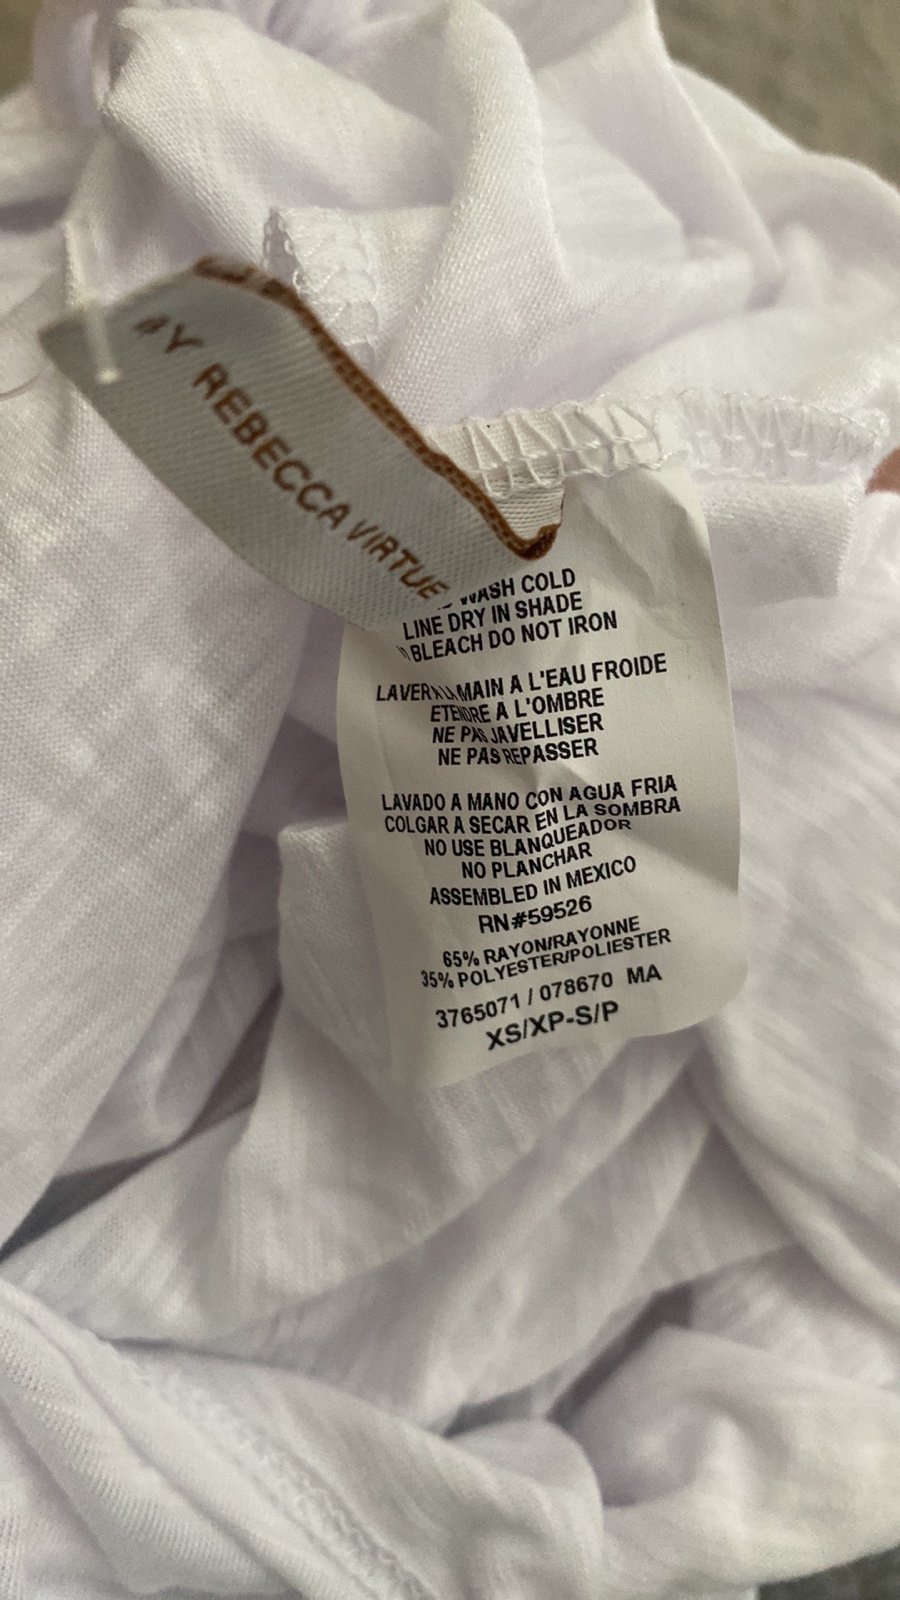 BY REBECCA VIRTUE
WASH COLD
LINE DRY IN SHADE
BLEACH DO NOT IRON
LAVER A LA MAIN A L'EAU FROIDE
ETENDRE A L'OMBRE
NE PAS JAVELLISER
NE PAS REPASSER
LAVADO A MANO CON AGUA FRIA
COLGAR A SECAR EN LA SOMBRA
NO USE BLANQUEADOR
NO PLANCHAR
ASSEMBLED IN MEXICO
RN#59526
65% RAYON/RAYONNE
35% POLYESTER/POLIESTER
3765071 / 078670 MA
XS/XP-S/P